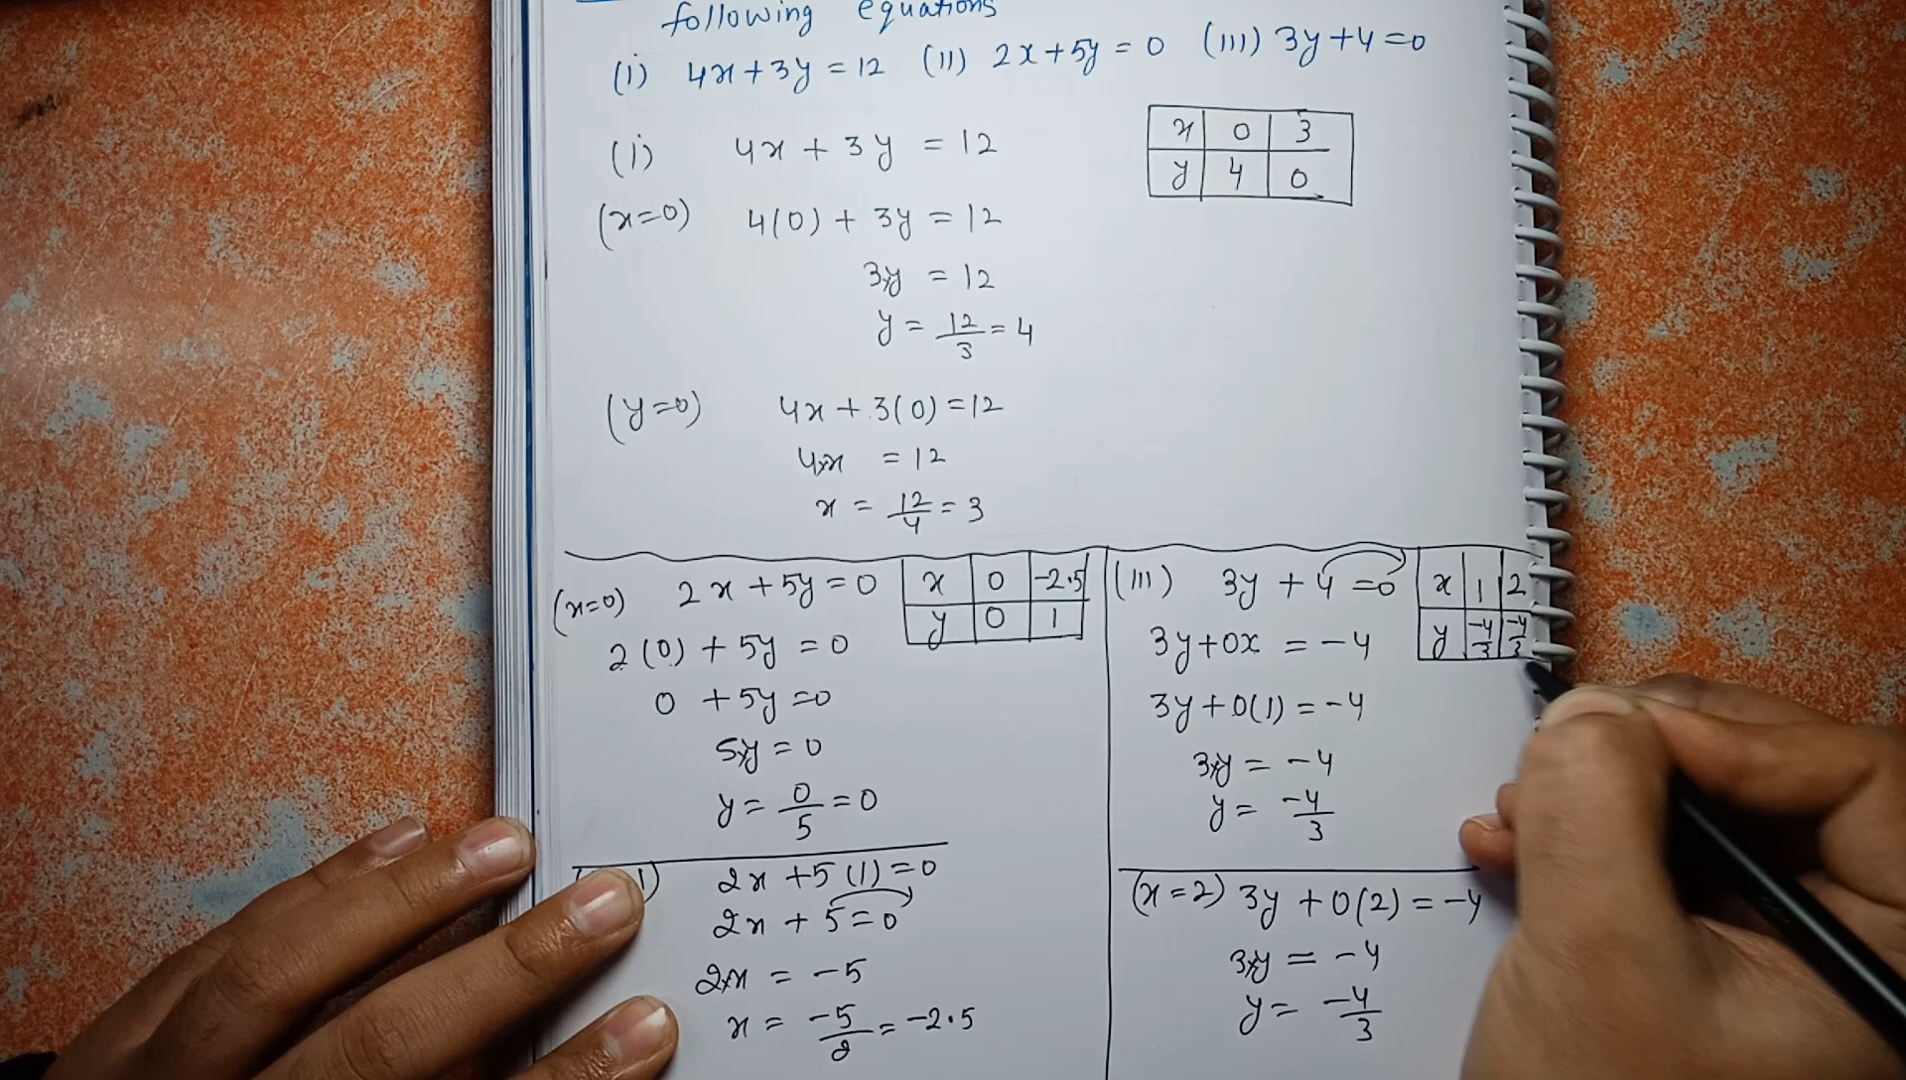 following equations
(i) 4x + 3y = 12 (II) 2x + 5y = 0 (III) 3y + 4 = 0
(i) 4x + 3y = 12
x 0 3
y 4 0
(x=0) 4(0) + 3y = 12
3y = 12
y = 12/3 = 4
(y=0) 4x + 3(0) = 12
4x = 12
x = 12/4 = 3
(x=0) 2x + 5y = 0
x 0 -2.5
y 0 1
2(0) + 5y = 0
0 + 5y = 0
5y = 0
y = 0/5 = 0
1) 2x + 5(1) = 0
2x + 5 = 0
2x = -5
x = -5/2 = -2.5
(III) 3y + 4 = 0
x 1 2
y -4/3 -4/3
3y + 0x = -4
3y + 0(1) = -4
3y = -4
y = -4/3
(x=2) 3y + 0(2) = -4
3y = -4
y = -4/3